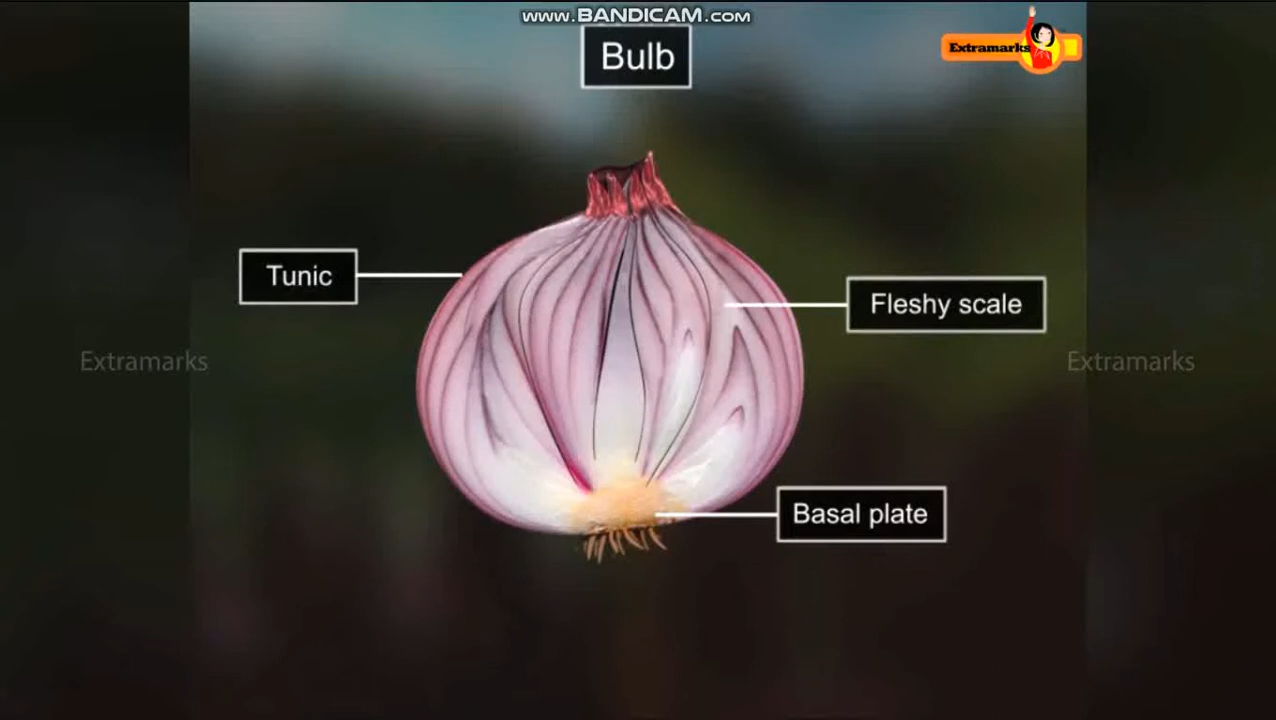 www.BANDICAM.com
Bulb
Extramarks
Tunic
Fleshy scale
Extramarks
Extramarks
Basal plate